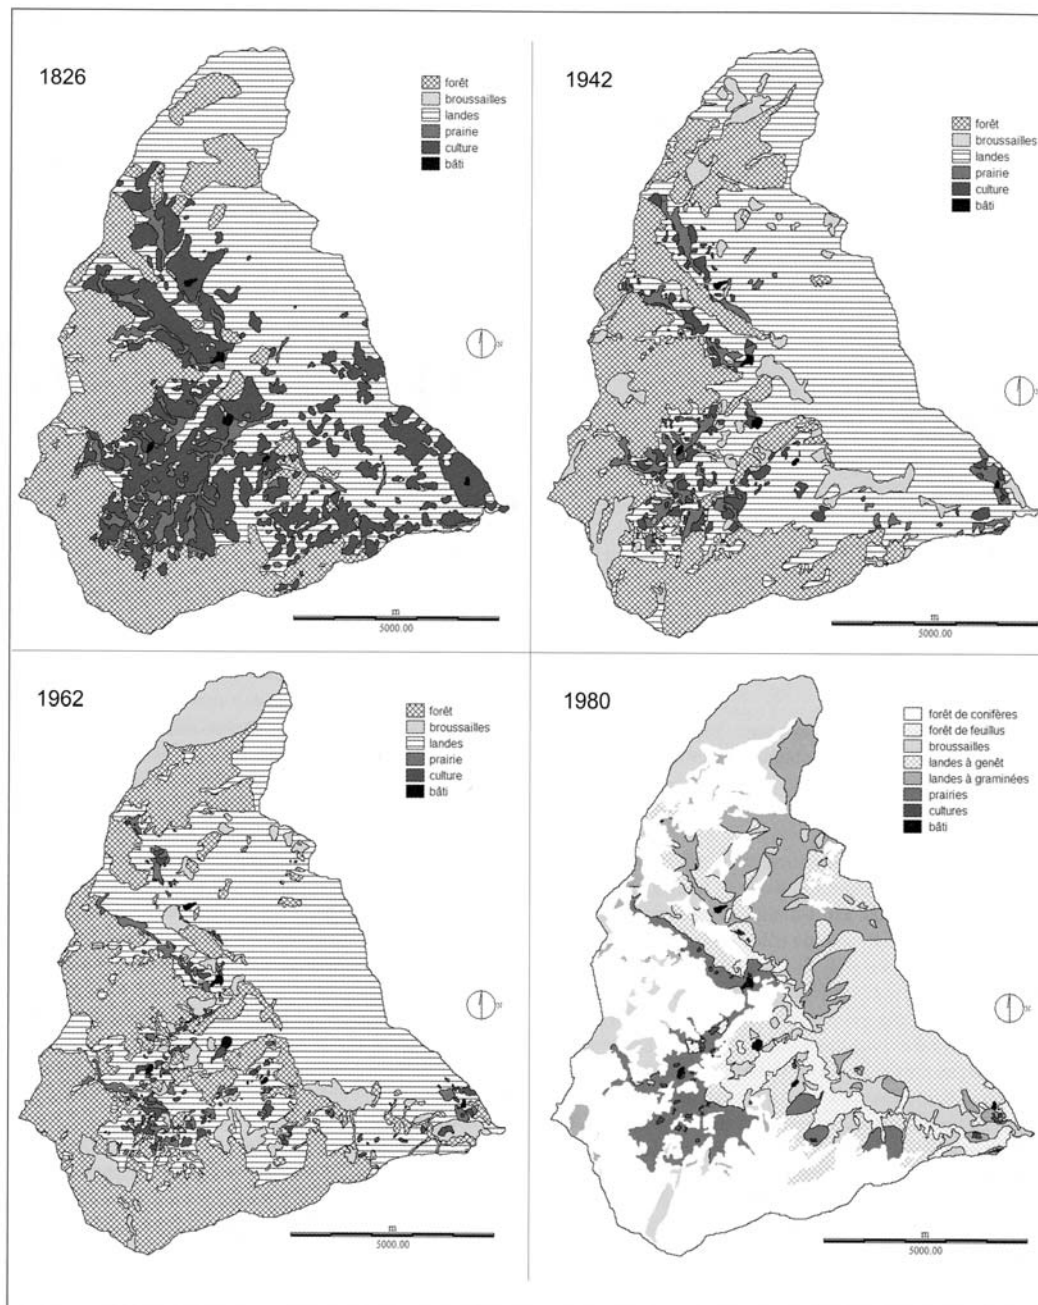 1826
forêt
broussailles
landes
prairie
culture
bâti
m
5000.00
1942
forêt
broussailles
landes
prairie
culture
bâti
m
5000.00
1962
forêt
broussailles
landes
prairie
culture
bâti
m
5000.00
1980
forêt de conifères
forêt de feuillus
broussailles
landes à genêt
landes à graminées
prairies
cultures
bâti
m
5000.00